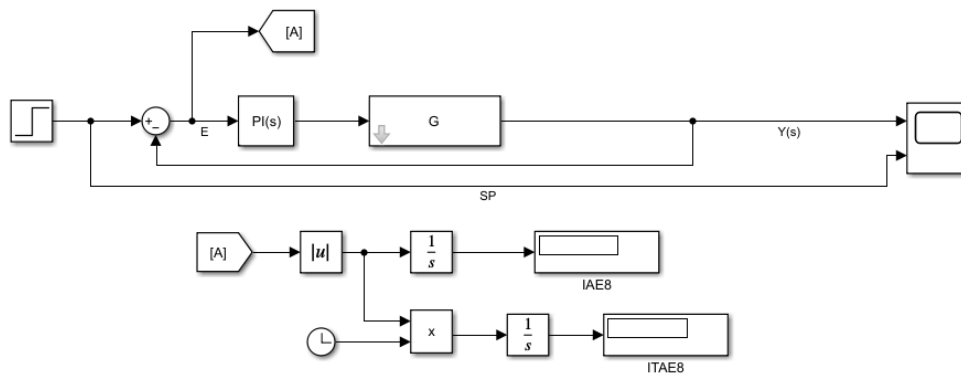 [A]
+
−
E
PI(s)
G
Y(s)
SP
[A]
|u|
1
s
IAE8
x
1
s
ITAE8